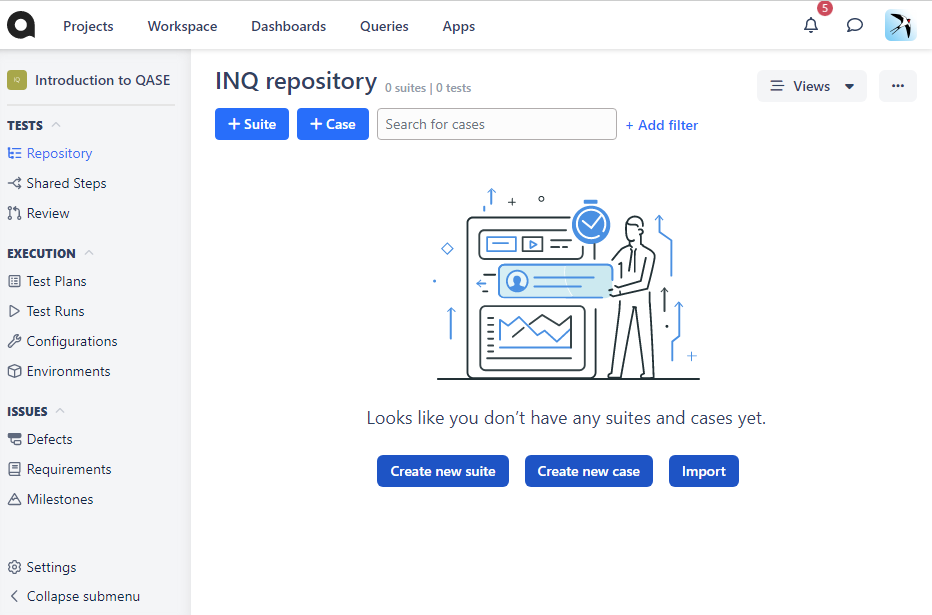 Projects Workspace Dashboards Queries Apps 5
Introduction to QASE
TESTS
Repository
Shared Steps
Review
EXECUTION
Test Plans
Test Runs
Configurations
Environments
ISSUES
Defects
Requirements
Milestones
Settings
Collapse submenu
INQ repository 0 suites | 0 tests
Views
+ Suite + Case Search for cases + Add filter
Looks like you don’t have any suites and cases yet.
Create new suite Create new case Import